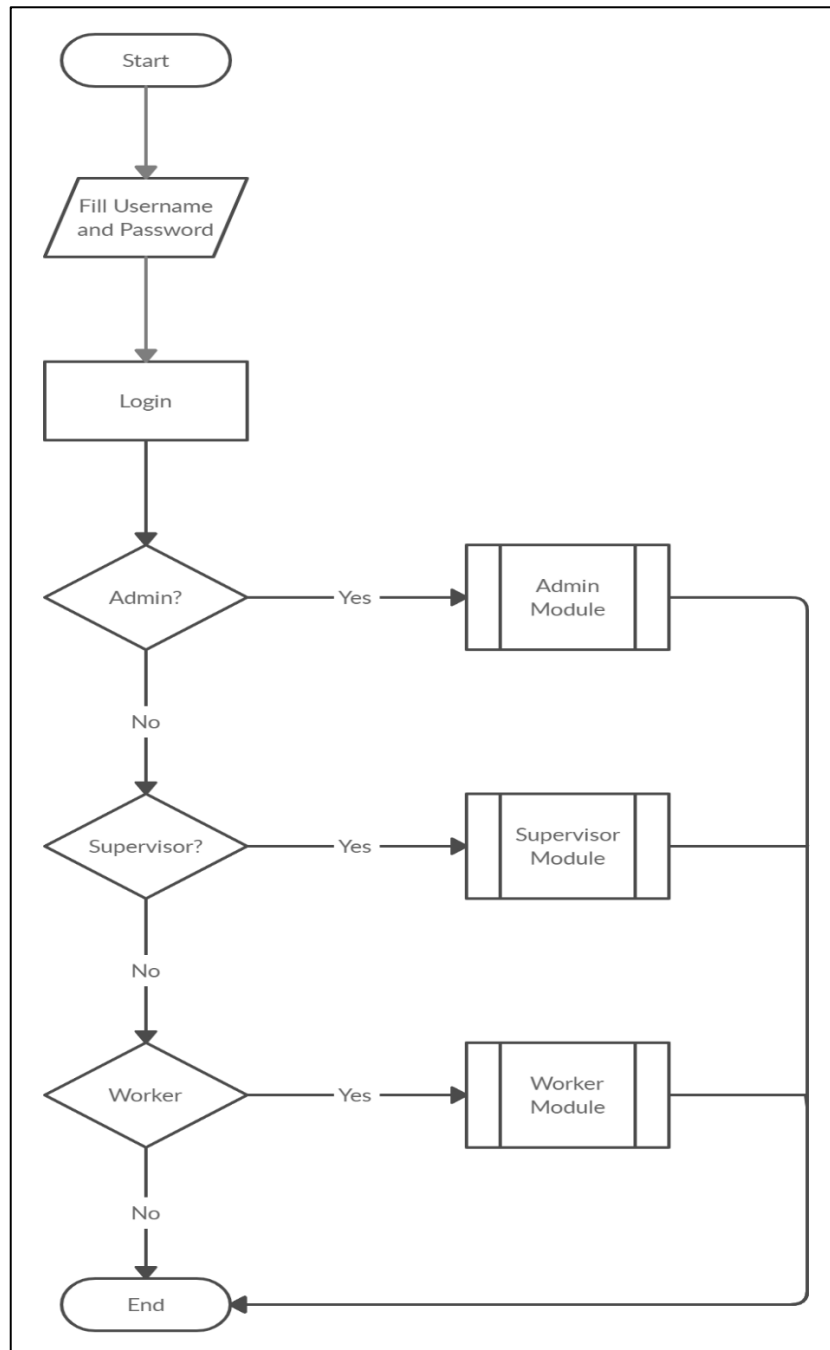 Start
Fill Username
and Password
Login
Admin?
Yes
Admin
Module
No
Supervisor?
Yes
Supervisor
Module
No
Worker
Yes
Worker
Module
No
End